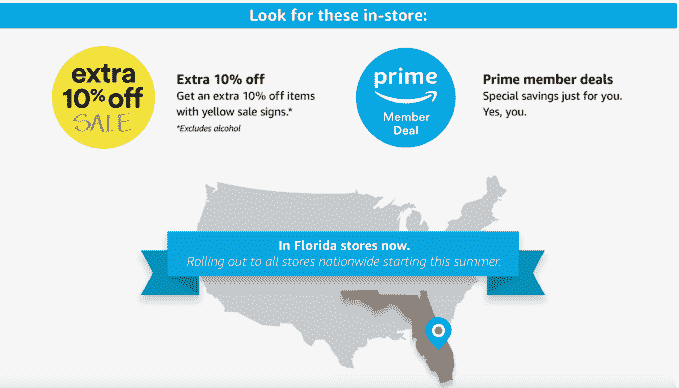 Look for these in-store:
extra
10% off
SALE
Extra 10% off
Get an extra 10% off items
with yellow sale signs.*
*Excludes alcohol
prime
Member
Deal
Prime member deals
Special savings just for you.
Yes, you.
In Florida stores now.
Rolling out to all stores nationwide starting this summer.